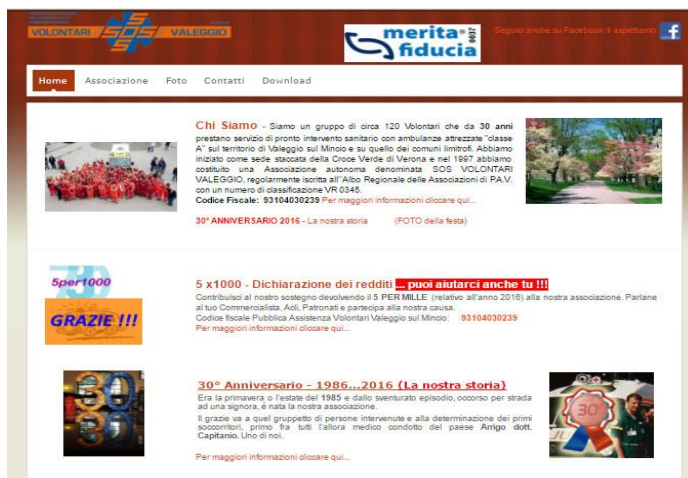 VOLONTARI SOS VALEGGIO
merita
fiducia
0037
Seguici anche su Facebook ti aspettiamo
Home Associazione Foto Contatti Download
Chi Siamo - Siamo un gruppo di circa 120 Volontari che da 30 anni
prestano servizio di pronto intervento sanitario con ambulanze attrezzate "classe
A" sul territorio di Valeggio sul Mincio e su quello dei comuni limitrofi. Abbiamo
iniziato come sede staccata della Croce Verde di Verona e nel 1997 abbiamo
costituito una Associazione autonoma denominata SOS VOLONTARI
VALEGGIO, regolarmente iscritta all'Albo Regionale delle Associazioni di P.A.V.
con un numero di classificazione VR 0345.
Codice Fiscale: 93104030239 Per maggiori informazioni cliccare qui...
30° ANNIVERSARIO 2016 - La nostra storia (FOTO della festa)
5per1000
GRAZIE !!!
5 x1000 - Dichiarazione dei redditi ... puoi aiutarci anche tu !!!
Contribuisci al nostro sostegno devolvendo il 5 PER MILLE (relativo all'anno 2016) alla nostra associazione. Parlane
al tuo Commercialista, Acli, Patronati e partecipa alla nostra causa.
Codice fiscale Pubblica Assistenza Volontari Valeggio sul Mincio: 93104030239
Per maggiori informazioni cliccare qui...
30
30
30° Anniversario - 1986...2016 (La nostra storia)
Era la primavera o l'estate del 1985 e dallo sventurato episodio, occorso per strada
ad una signora, è nata la nostra associazione.
Il grazie va a quel gruppetto di persone intervenute e alla determinazione dei primi
soccorritori, primo fra tutti l'allora medico condotto del paese Arrigo dott.
Capitanio. Uno di noi.
Per maggiori informazioni cliccare qui...
30°